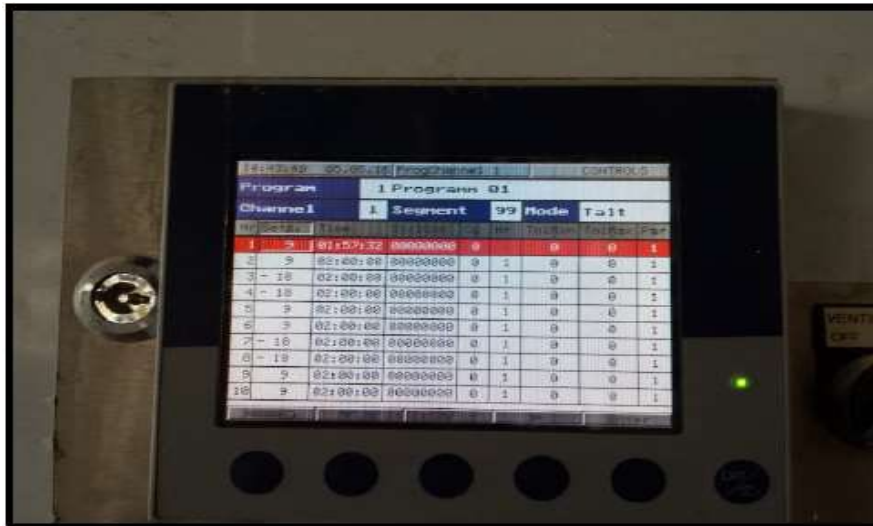 14:43:40 05.05.16 ProgChannel 1 CONTROLS
Program 1 Programm 01
Channel 1 Segment 99 Mode Talt
Nr Time TolMin TolMax Par
1 9 01:57:32 00000000 0 0 0 1
2 9 02:00:00 00000000 0 1 0 0 1
3 - 18 02:00:00 00000000 0 1 0 0 1
4 - 18 02:00:00 00000000 0 1 0 0 1
5 9 02:00:00 00000000 0 1 0 0 1
6 9 02:00:00 00000000 0 1 0 0 1
7 - 18 02:00:00 00000000 0 1 0 0 1
8 - 18 02:00:00 00000000 0 1 0 0 1
9 9 02:00:00 00000000 0 1 0 0 1
10 9 02:00:00 00000000 0 1 0 0 1
OFF